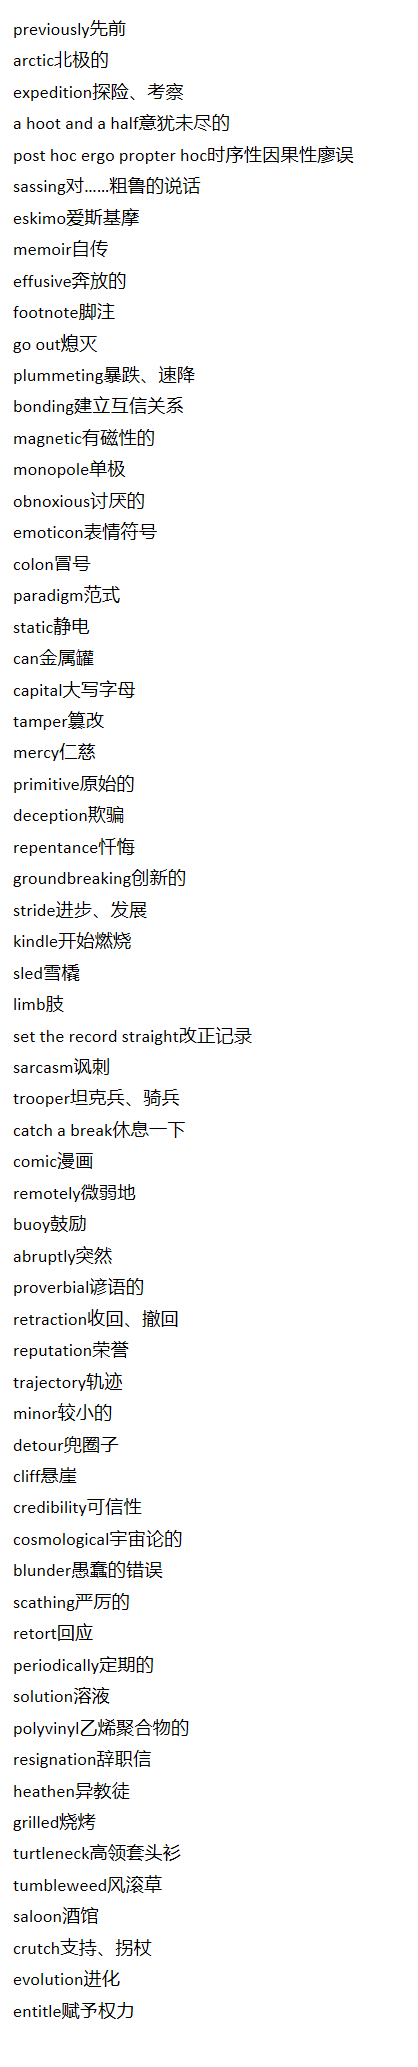 previously先前
arctic北极的
expedition探险、考察
a hoot and a half意犹未尽的
post hoc ergo propter hoc时序性因果性廖误
sassing对......粗鲁的说话
eskimo爱斯基摩
memoir自传
effusive奔放的
footnote脚注
go out熄灭
plummeting暴跌、速降
bonding建立互信关系
magnetic有磁性的
monopole单极
obnoxious讨厌的
emoticon表情符号
colon冒号
paradigm范式
static静电
can金属罐
capital大写字母
tamper篡改
mercy仁慈
primitive原始的
deception欺骗
repentance忏悔
groundbreaking创新的
stride进步、发展
kindle开始燃烧
sled雪橇
limb肢
set the record straight改正记录
sarcasm讽刺
trooper坦克兵、骑兵
catch a break休息一下
comic漫画
remotely微弱地
buoy鼓励
abruptly突然
proverbial谚语的
retraction收回、撤回
reputation荣誉
trajectory轨迹
minor较小的
detour兜圈子
cliff悬崖
credibility可信性
cosmological宇宙论的
blunder愚蠢的错误
scathing严厉的
retort回应
periodically定期的
solution溶液
polyvinyl乙烯聚合物的
resignation辞职信
heathen异教徒
grilled烧烤
turtleneck高领套头衫
tumbleweed风滚草
saloon酒馆
crutch支持、拐杖
evolution进化
entitle赋予权力